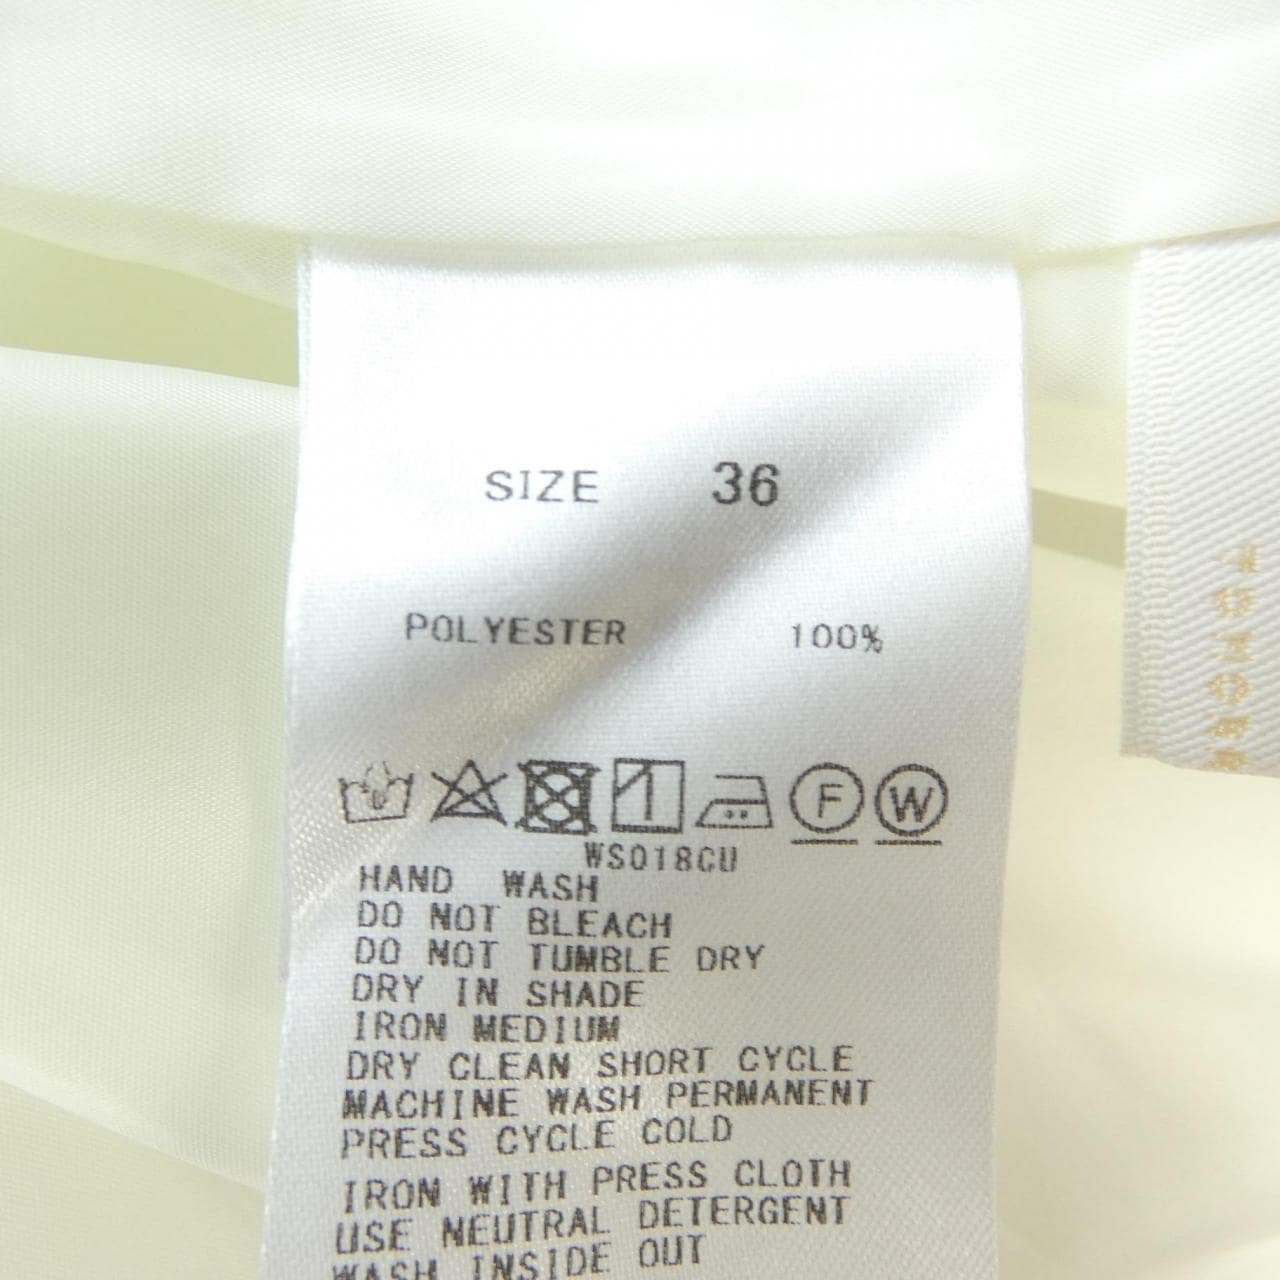 SIZE 36
POLYESTER 100%
F W
WS018CU
HAND WASH
DO NOT BLEACH
DO NOT TUMBLE DRY
DRY IN SHADE
IRON MEDIUM
DRY CLEAN SHORT CYCLE
MACHINE WASH PERMANENT
PRESS CYCLE COLD
IRON WITH PRESS CLOTH
USE NEUTRAL DETERGENT
WASH INSIDE OUT